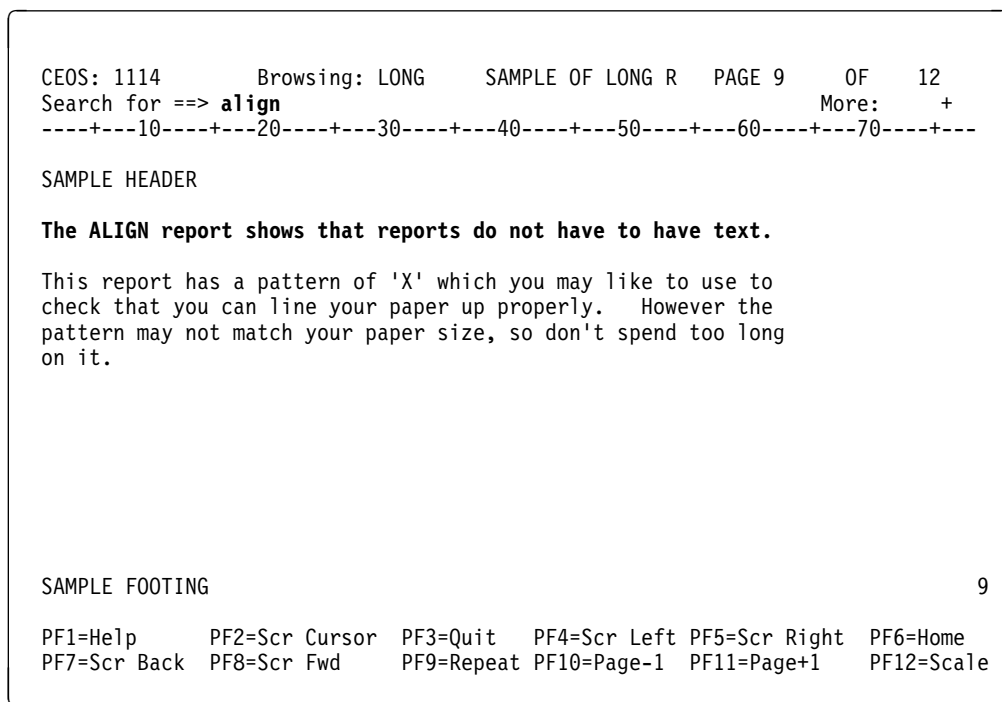 CEOS: 1114 Browsing: LONG SAMPLE OF LONG R PAGE 9 OF 12
Search for ==> align More: +
----+---10----+---20----+---30----+---40----+---50----+---60----+---70----+---
SAMPLE HEADER
The ALIGN report shows that reports do not have to have text.
This report has a pattern of 'X' which you may like to use to
check that you can line your paper up properly. However the
pattern may not match your paper size, so don't spend too long
on it.
SAMPLE FOOTING 9
PF1=Help PF2=Scr Cursor PF3=Quit PF4=Scr Left PF5=Scr Right PF6=Home
PF7=Scr Back PF8=Scr Fwd PF9=Repeat PF10=Page-1 PF11=Page+1 PF12=Scale